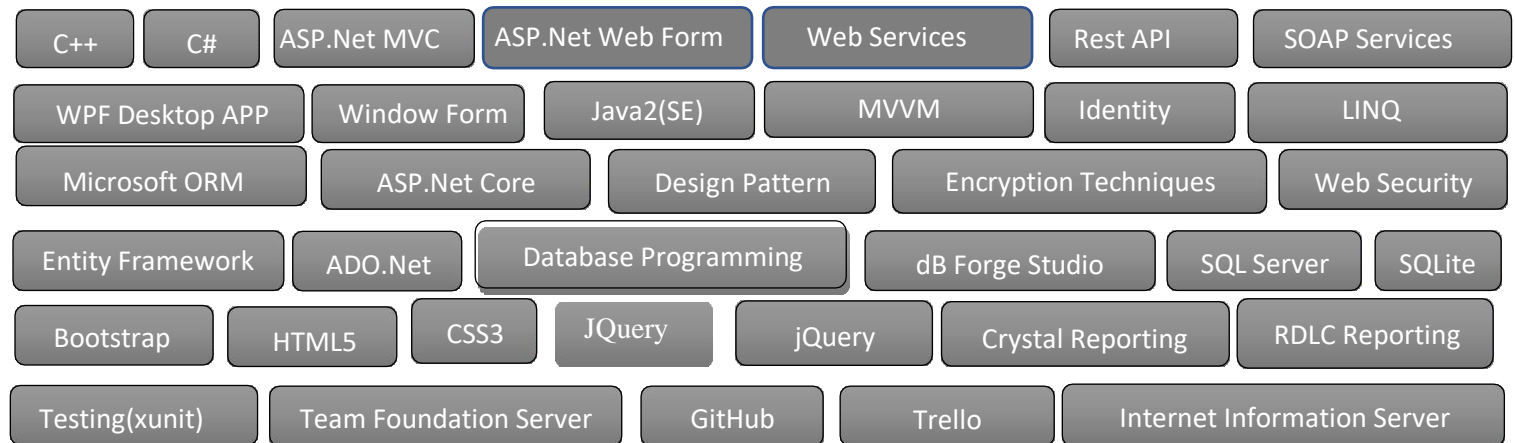 C++ C# ASP.Net MVC ASP.Net Web Form Web Services Rest API SOAP Services
WPF Desktop APP Window Form Java2(SE) MVVM Identity LINQ
Microsoft ORM ASP.Net Core Design Pattern Encryption Techniques Web Security
Entity Framework ADO.Net Database Programming dB Forge Studio SQL Server SQLite
Bootstrap HTML5 CSS3 JQuery jQuery Crystal Reporting RDLC Reporting
Testing(xunit) Team Foundation Server GitHub Trello Internet Information Server